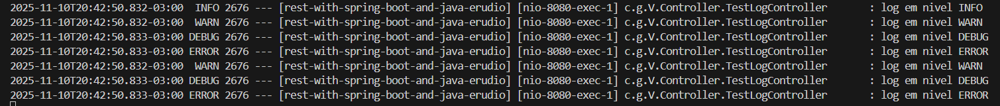 2025-11-10T20:42:50.832-03:00  INFO 2676 --- [rest-with-spring-boot-and-java-erudio] [nio-8080-exec-1] c.g.V.Controller.TestLogController       : log em nivel INFO
2025-11-10T20:42:50.832-03:00  WARN 2676 --- [rest-with-spring-boot-and-java-erudio] [nio-8080-exec-1] c.g.V.Controller.TestLogController       : log em nivel WARN
2025-11-10T20:42:50.833-03:00 DEBUG 2676 --- [rest-with-spring-boot-and-java-erudio] [nio-8080-exec-1] c.g.V.Controller.TestLogController       : log em nivel DEBUG
2025-11-10T20:42:50.833-03:00 ERROR 2676 --- [rest-with-spring-boot-and-java-erudio] [nio-8080-exec-1] c.g.V.Controller.TestLogController       : log em nivel ERROR
2025-11-10T20:42:50.832-03:00  WARN 2676 --- [rest-with-spring-boot-and-java-erudio] [nio-8080-exec-1] c.g.V.Controller.TestLogController       : log em nivel WARN
2025-11-10T20:42:50.833-03:00 DEBUG 2676 --- [rest-with-spring-boot-and-java-erudio] [nio-8080-exec-1] c.g.V.Controller.TestLogController       : log em nivel DEBUG
2025-11-10T20:42:50.833-03:00 ERROR 2676 --- [rest-with-spring-boot-and-java-erudio] [nio-8080-exec-1] c.g.V.Controller.TestLogController       : log em nivel ERROR